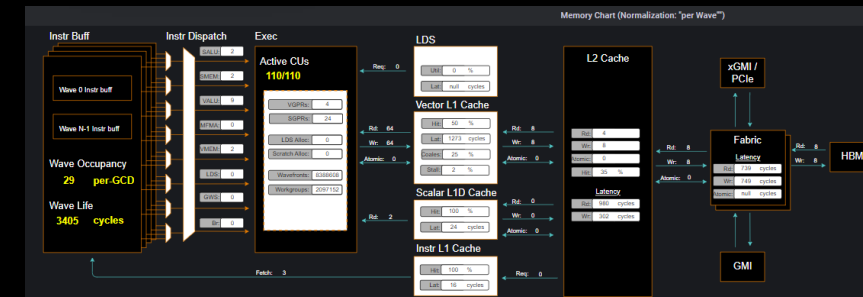 Memory Chart (Normalization: "per Wave"")
Instr Buff
Wave 0 Instr buff
Wave N-1 Instr buff
Wave Occupancy
29 per-GCD
Wave Life
3405 cycles
Instr Dispatch
SALU: 2
SMEM: 2
VALU: 9
MFMA: 0
VMEM: 2
LDS: 0
GWS: 0
Br: 0
Exec
Active CUs
110/110
VGPRs: 4
SGPRs: 24
LDS Alloc: 0
Scratch Alloc: 0
Wavefronts: 8388608
Workgroups: 2097152
Req: 0
Rd: 64
Wr: 64
Atomic: 0
Rd: 2
Fetch: 3
LDS
Util: 0 %
Lat: null cycles
Vector L1 Cache
Hit: 50 %
Lat: 1273 cycles
Coales: 25 %
Stall: 2 %
Scalar L1D Cache
Hit: 100 %
Lat: 24 cycles
Instr L1 Cache
Hit: 100 %
Lat: 16 cycles
Rd: 8
Wr: 8
Atomic: 0
Rd: 0
Wr: 0
Atomic: 0
Req: 0
L2 Cache
Rd: 4
Wr: 8
Atomic: 0
Hit: 35 %
Latency
Rd: 980 cycles
Wr: 302 cycles
Rd: 8
Wr: 8
Atomic: 0
xGMI /
PCIe
Fabric
Latency
Rd: 739 cycles
Wr: 749 cycles
Atomic: null cycles
GMI
Rd: 8
Wr: 8
HBM